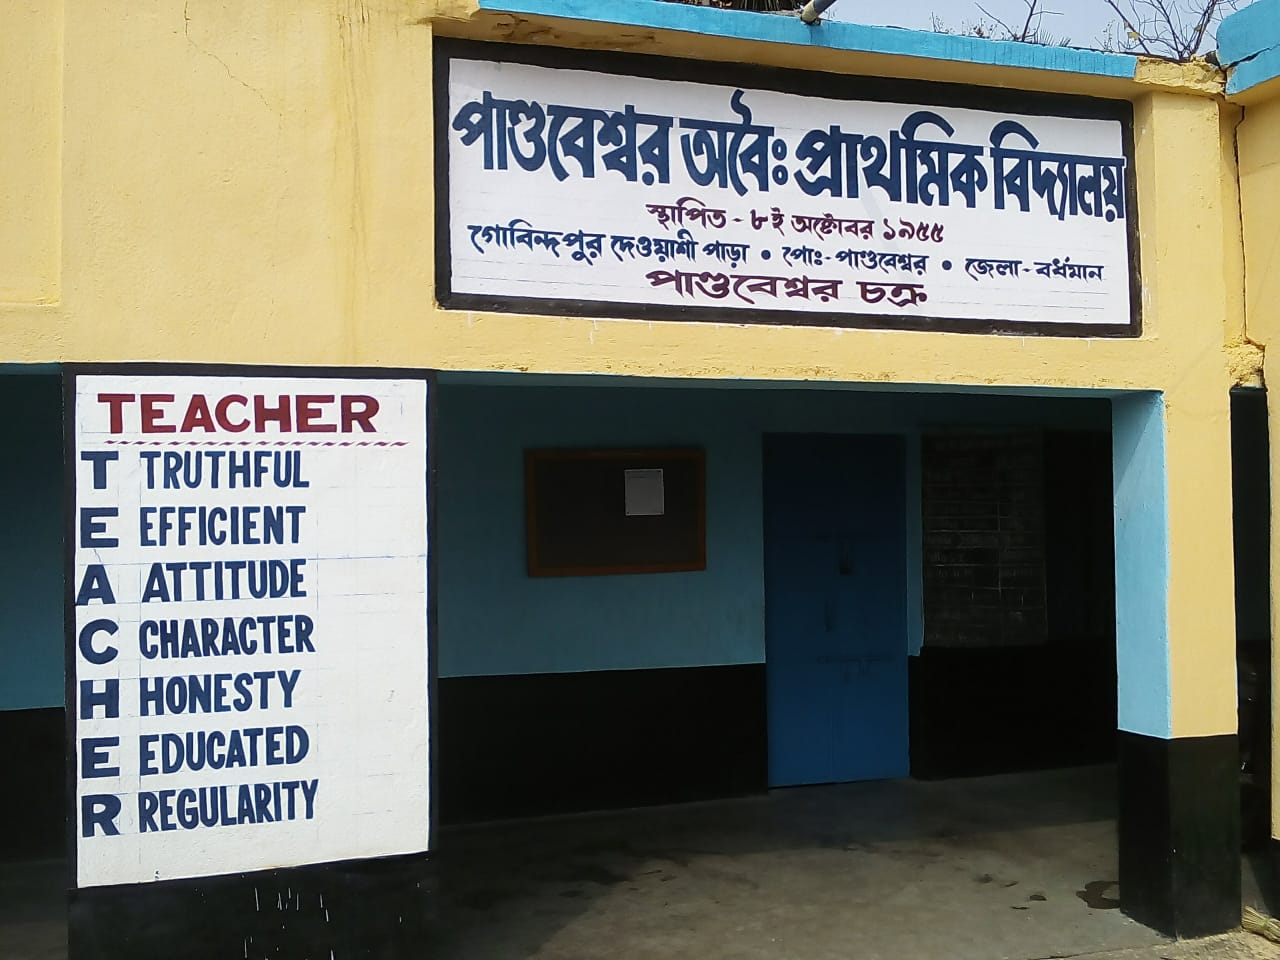 পাণ্ডবেশ্বর অবৈঃ প্রাথমিক বিদ্যালয়
স্থাপিত - ৮ই অক্টোবর ১৯৫৫
গোবিন্দপুর দেওয়াশী পাড়া • পোঃ-পাণ্ডবেশ্বর • জেলা-বর্ধমান
পাণ্ডবেশ্বর চক্র
TEACHER
T TRUTHFUL
E EFFICIENT
A ATTITUDE
C CHARACTER
H HONESTY
E EDUCATED
R REGULARITY